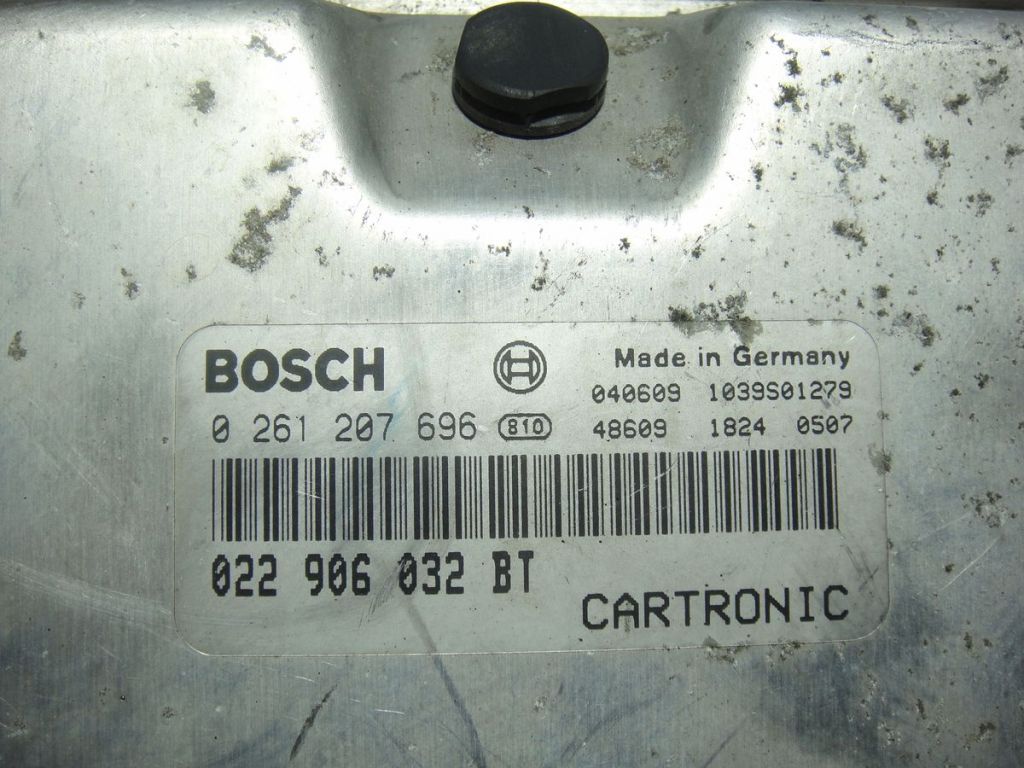 BOSCH
Made in Germany
040609 1039S01279
0 261 207 696 810
48609 1824 0507
022 906 032 BT
CARTRONIC